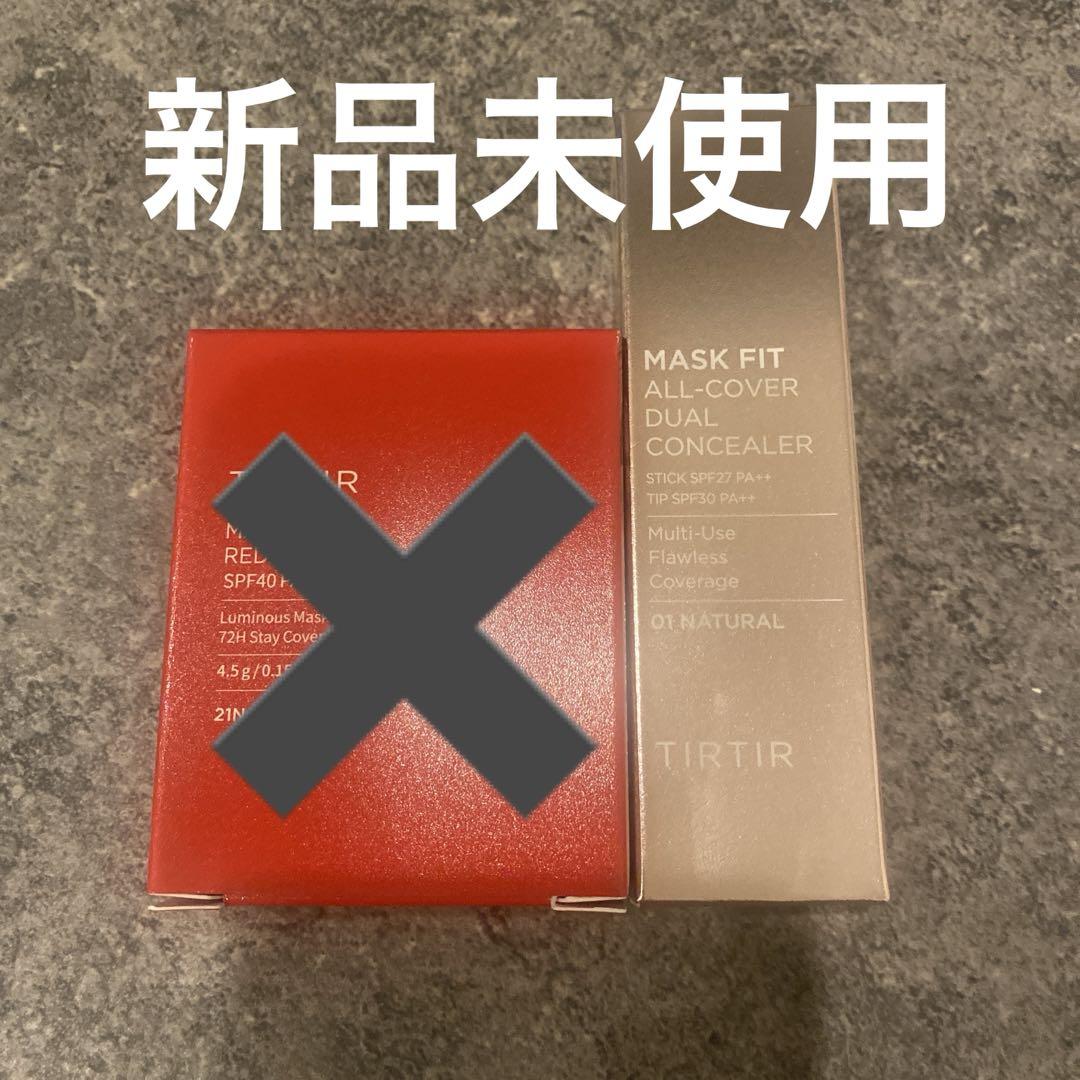 新品未使用
MASK FIT
ALL-COVER
DUAL
CONCEALER
STICK SPF27 PA++
TIP SPF30 PA++
Multi-Use
Flawless
Coverage
01 NATURAL
TIRTIR
RED
SPF40
Luminous
72H Stay
4.5g/0.15